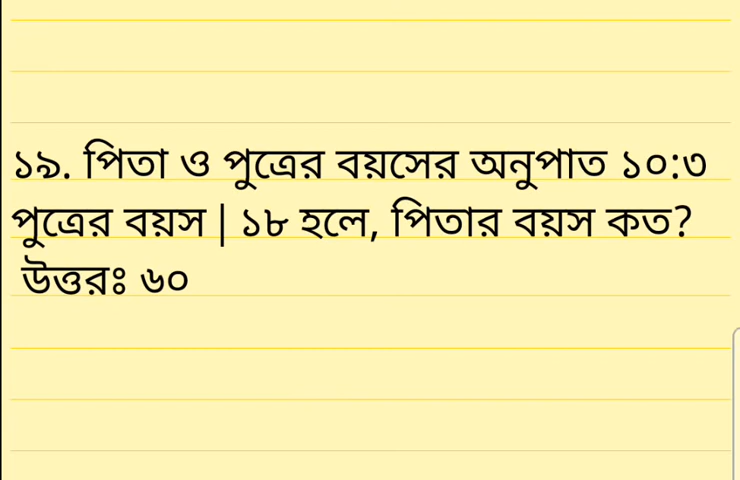 ১৯. পিতা ও পুত্রের বয়সের অনুপাত ১০:৩
পুত্রের বয়স | ১৮ হলে, পিতার বয়স কত?
উত্তরঃ ৬০